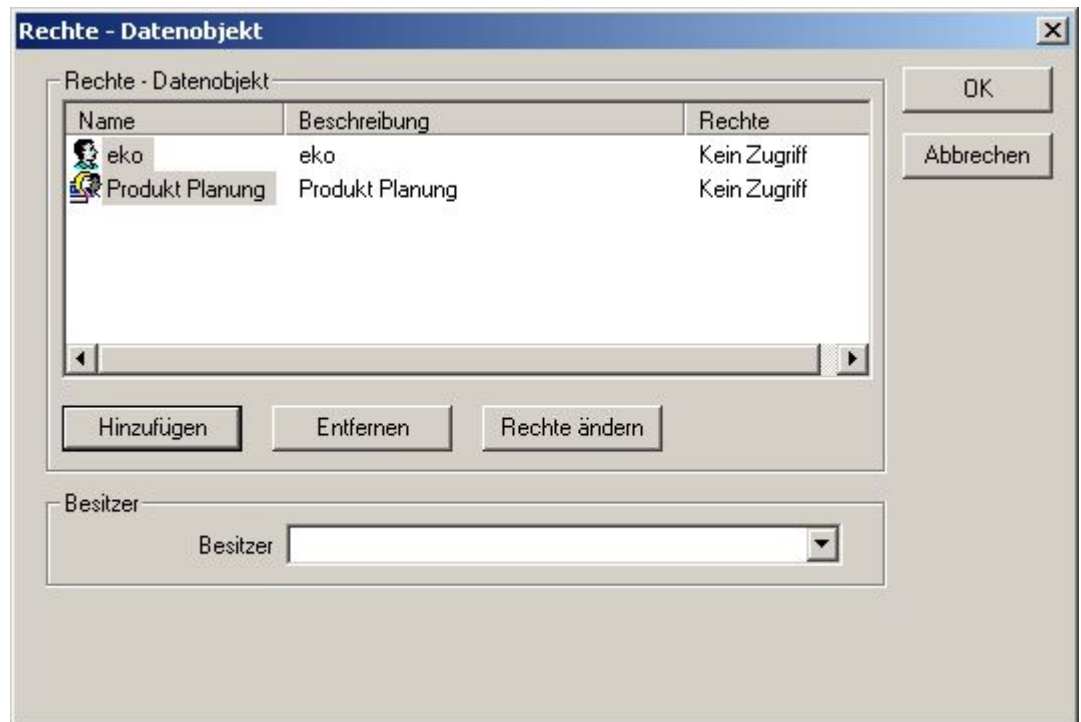 Rechte - Datenobjekt
Rechte - Datenobjekt
Name Beschreibung Rechte
eko eko Kein Zugriff
Produkt Planung Produkt Planung Kein Zugriff
Hinzufügen Entfernen Rechte ändern
OK
Abbrechen
Besitzer
Besitzer